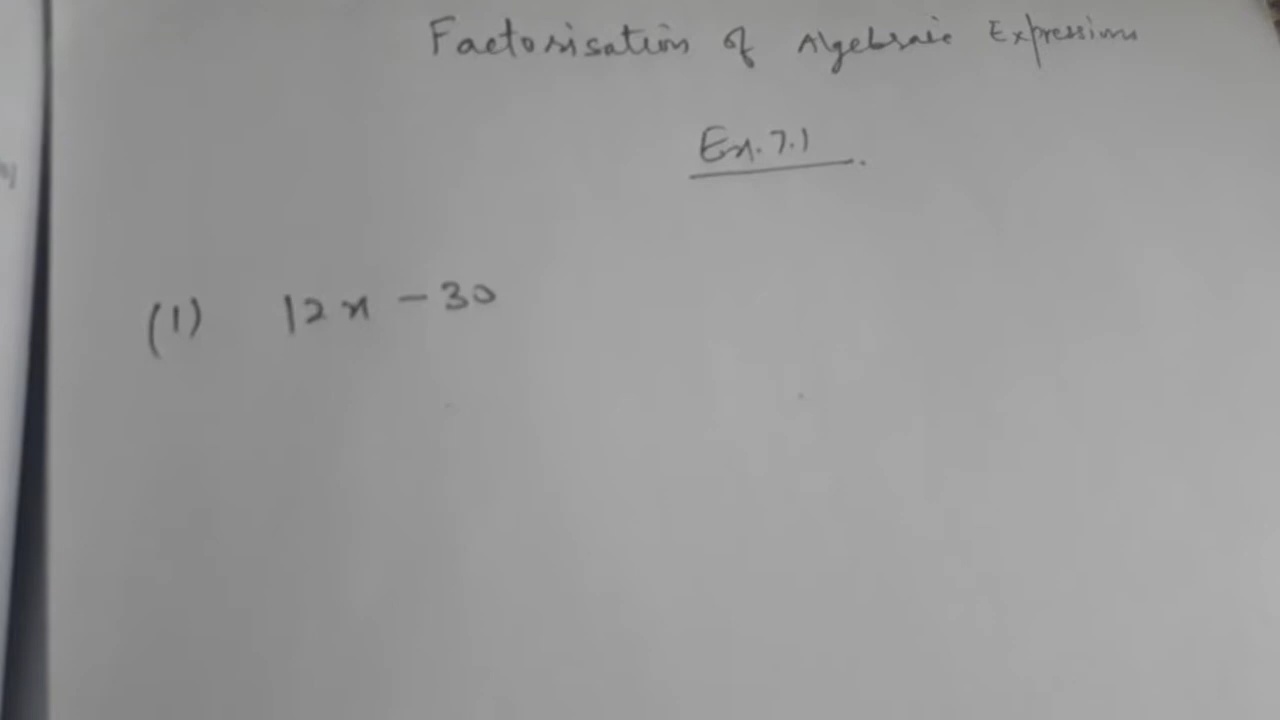 Factorisation of Algebraic Expressions
Ex.7.1
(1) 12x - 30